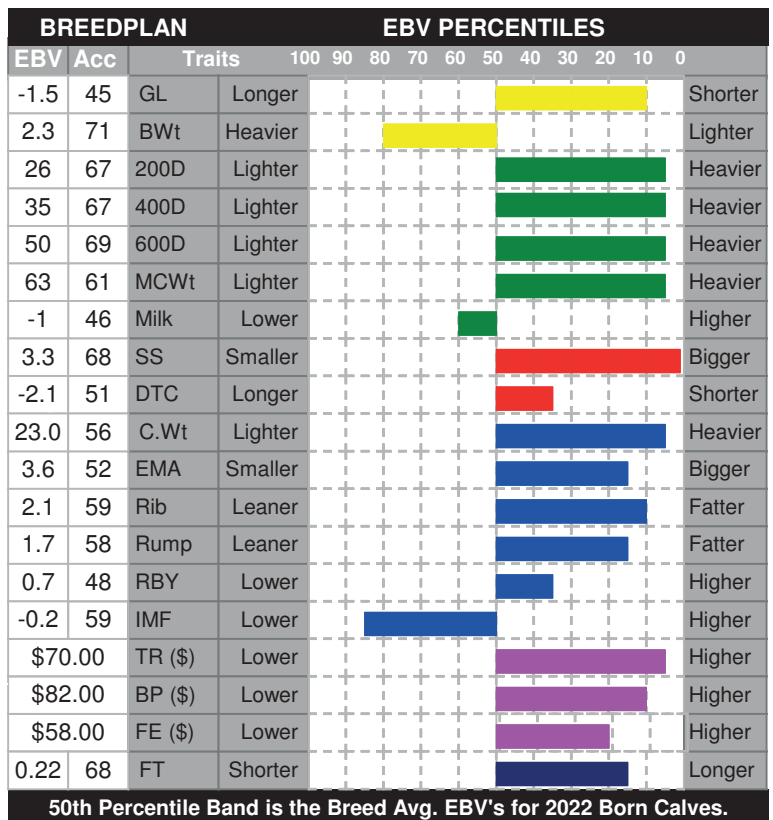 BREEDPLAN EBV PERCENTILES
EBV Acc Traits 100 90 80 70 60 50 40 30 20 10 0
-1.5 45 GL Longer Shorter
2.3 71 BWt Heavier Lighter
26 67 200D Lighter Heavier
35 67 400D Lighter Heavier
50 69 600D Lighter Heavier
63 61 MCWt Lighter Heavier
-1 46 Milk Lower Higher
3.3 68 SS Smaller Bigger
-2.1 51 DTC Longer Shorter
23.0 56 C.Wt Lighter Heavier
3.6 52 EMA Smaller Bigger
2.1 59 Rib Leaner Fatter
1.7 58 Rump Leaner Fatter
0.7 48 RBY Lower Higher
-0.2 59 IMF Lower Higher
$70.00 TR ($) Lower Higher
$82.00 BP ($) Lower Higher
$58.00 FE ($) Lower Higher
0.22 68 FT Shorter Longer
50th Percentile Band is the Breed Avg. EBV's for 2022 Born Calves.